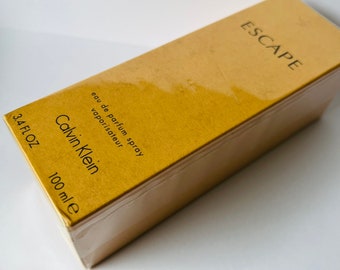 ESCAPE
eau de parfum spray
vaporisateur
Calvin Klein
3.4 FL.OZ.
100 ml e